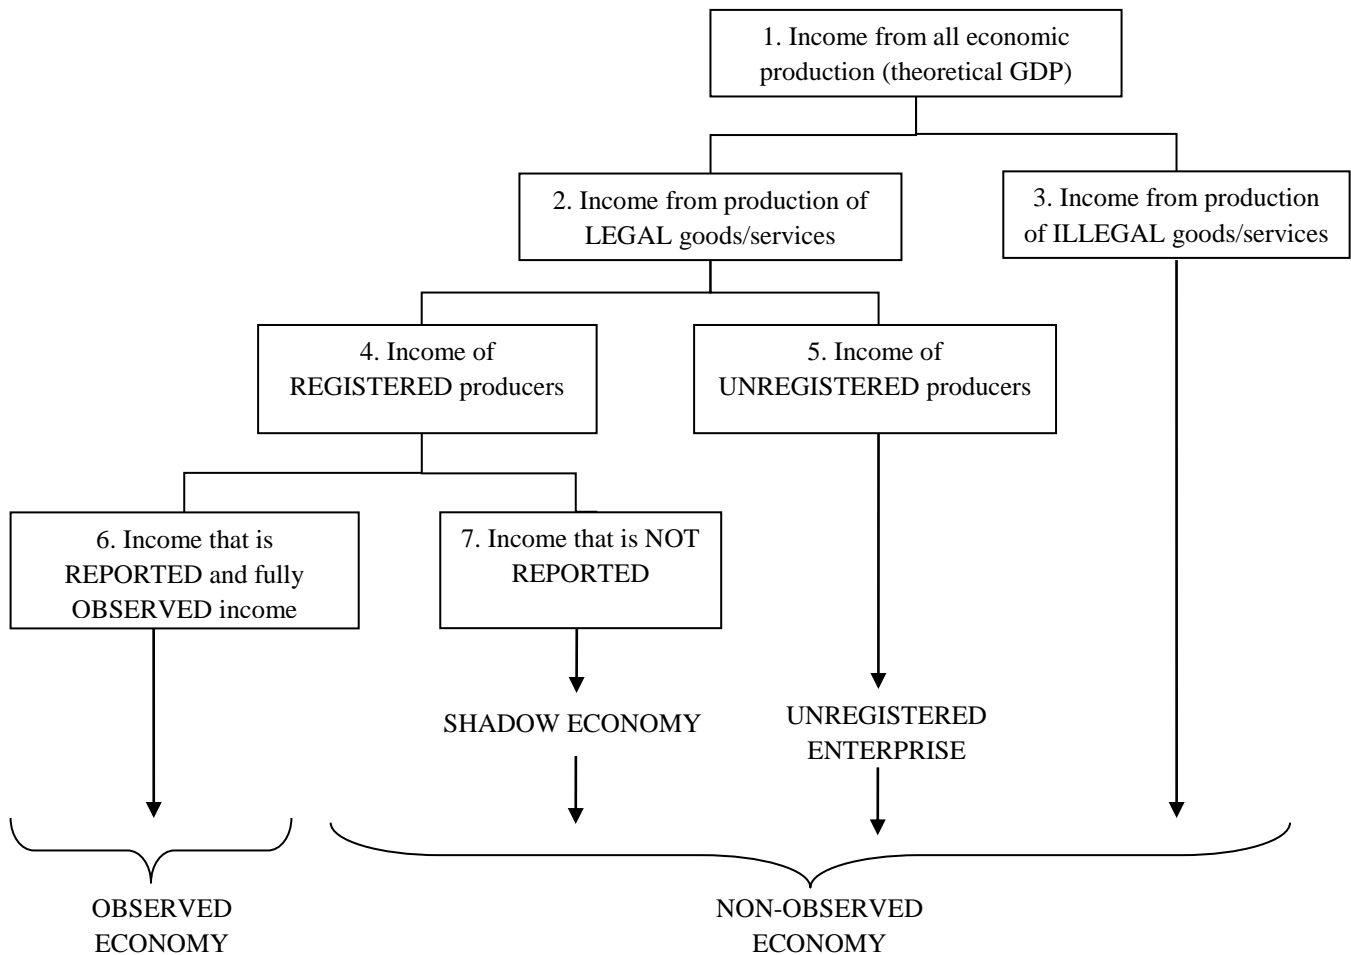 1. Income from all economic
production (theoretical GDP)
2. Income from production of
LEGAL goods/services
3. Income from production
of ILLEGAL goods/services
4. Income of
REGISTERED producers
5. Income of
UNREGISTERED producers
6. Income that is
REPORTED and fully
OBSERVED income
7. Income that is NOT
REPORTED
SHADOW ECONOMY
UNREGISTERED
ENTERPRISE
OBSERVED
ECONOMY
NON-OBSERVED
ECONOMY